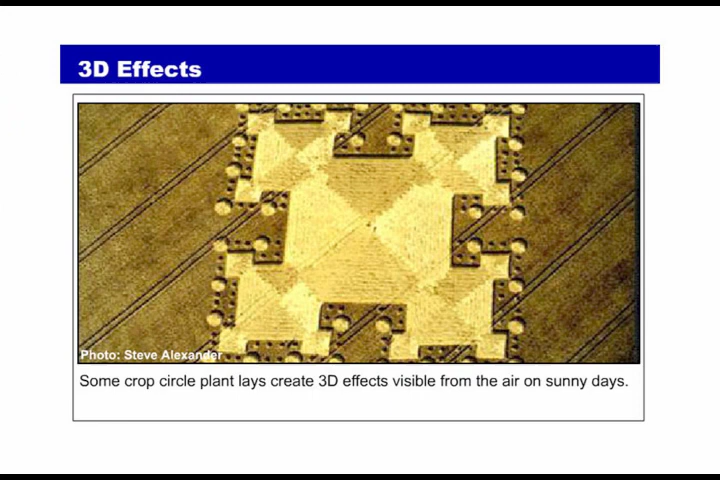 3D Effects
Photo: Steve Alexander
Some crop circle plant lays create 3D effects visible from the air on sunny days.